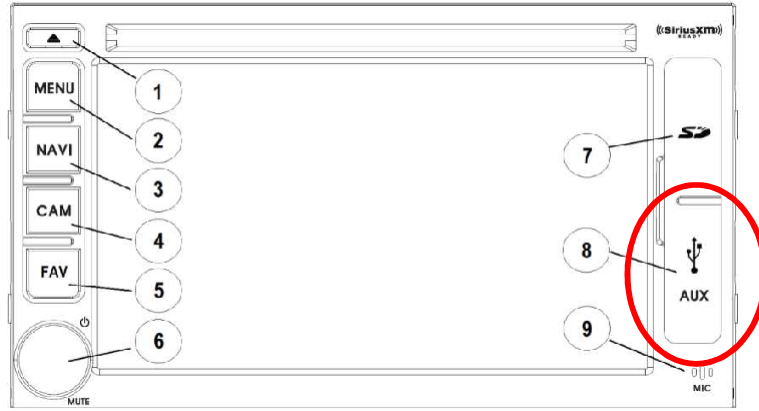 ((SiriusXM))
READY
MENU
1
2
NAVI
3
7
CAM
4
8
AUX
FAV
5
6
9
MIC
MUTE